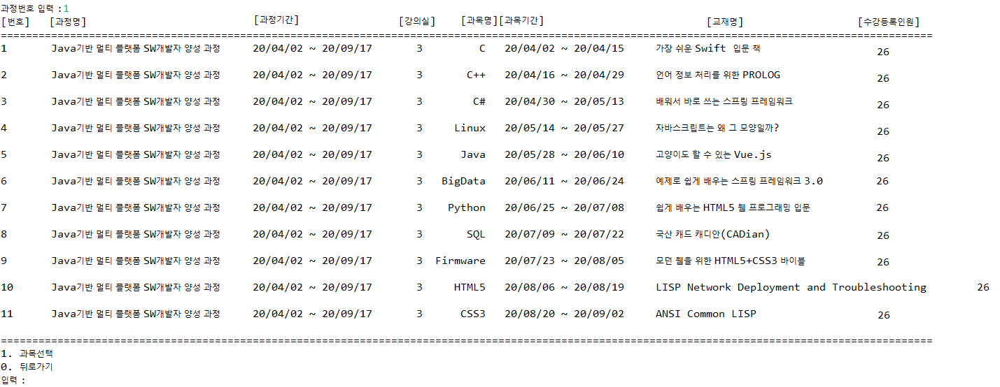 과정번호 입력 :1
[번호] [과정명] [과정기간] [강의실] [과목명][과목기간] [교재명] [수강등록인원]
====================================================================================================================================================
1 Java기반 멀티 플랫폼 SW개발자 양성 과정 20/04/02 ~ 20/09/17 3 C 20/04/02 ~ 20/04/15 가장 쉬운 Swift 입문 책 26
2 Java기반 멀티 플랫폼 SW개발자 양성 과정 20/04/02 ~ 20/09/17 3 C++ 20/04/16 ~ 20/04/29 언어 정보 처리를 위한 PROLOG 26
3 Java기반 멀티 플랫폼 SW개발자 양성 과정 20/04/02 ~ 20/09/17 3 C# 20/04/30 ~ 20/05/13 배워서 바로 쓰는 스프링 프레임워크 26
4 Java기반 멀티 플랫폼 SW개발자 양성 과정 20/04/02 ~ 20/09/17 3 Linux 20/05/14 ~ 20/05/27 자바스크립트는 왜 그 모양일까? 26
5 Java기반 멀티 플랫폼 SW개발자 양성 과정 20/04/02 ~ 20/09/17 3 Java 20/05/28 ~ 20/06/10 고양이도 할 수 있는 Vue.js 26
6 Java기반 멀티 플랫폼 SW개발자 양성 과정 20/04/02 ~ 20/09/17 3 BigData 20/06/11 ~ 20/06/24 예제로 쉽게 배우는 스프링 프레임워크 3.0 26
7 Java기반 멀티 플랫폼 SW개발자 양성 과정 20/04/02 ~ 20/09/17 3 Python 20/06/25 ~ 20/07/08 쉽게 배우는 HTML5 웹 프로그래밍 입문 26
8 Java기반 멀티 플랫폼 SW개발자 양성 과정 20/04/02 ~ 20/09/17 3 SQL 20/07/09 ~ 20/07/22 국산 캐드 캐디안(CADian) 26
9 Java기반 멀티 플랫폼 SW개발자 양성 과정 20/04/02 ~ 20/09/17 3 Firmware 20/07/23 ~ 20/08/05 모던 웹을 위한 HTML5+CSS3 바이블 26
10 Java기반 멀티 플랫폼 SW개발자 양성 과정 20/04/02 ~ 20/09/17 3 HTML5 20/08/06 ~ 20/08/19 LISP Network Deployment and Troubleshooting 26
11 Java기반 멀티 플랫폼 SW개발자 양성 과정 20/04/02 ~ 20/09/17 3 CSS3 20/08/20 ~ 20/09/02 ANSI Common LISP 26
====================================================================================================================================================
1. 과목선택
0. 뒤로가기
입력 :